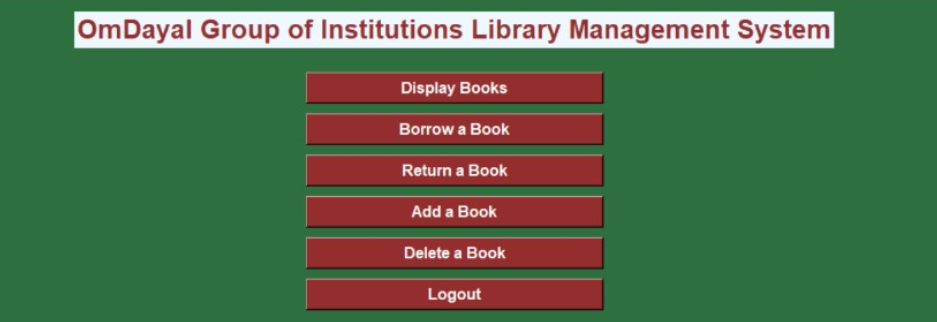 OmDayal Group of Institutions Library Management System
Display Books
Borrow a Book
Return a Book
Add a Book
Delete a Book
Logout